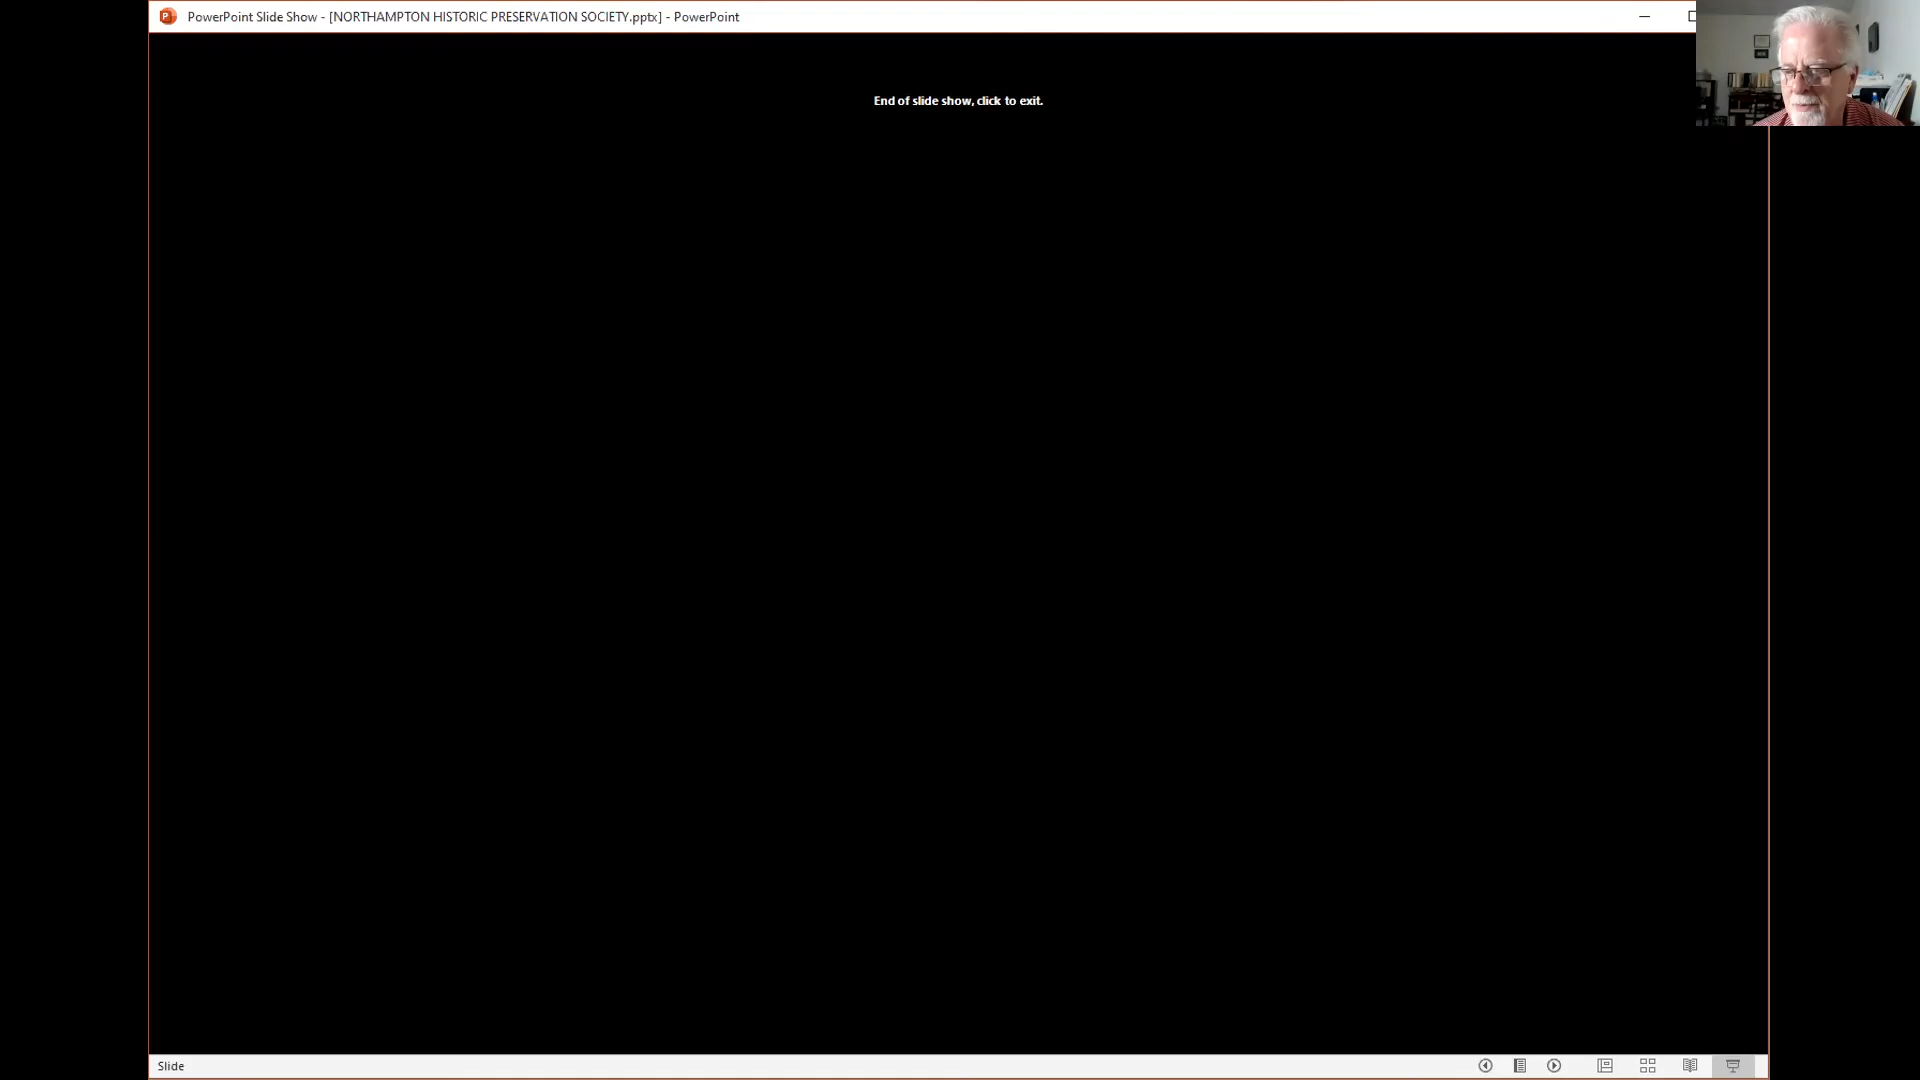 PowerPoint Slide Show - [NORTHAMPTON HISTORIC PRESERVATION SOCIETY.pptx] - PowerPoint
End of slide show, click to exit.
Slide